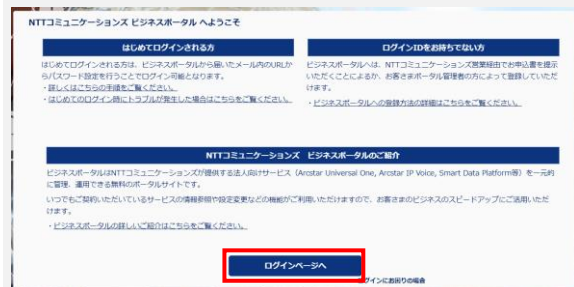 NTTコミュニケーションズ ビジネスポータル へようこそ
はじめてログインされる方
はじめてログインされる方は、ビジネスポータルから届いたメール内のURLか
らパスワード設定を行うことでログイン可能となります。
・詳しくはこちらの手順をご覧ください。
・はじめてのログイン時にトラブルが発生した場合はこちらをご覧ください。
ログインIDをお持ちでない方
ビジネスポータルへは、NTTコミュニケーションズ営業経由でお申込書を提示
いただくことによるか、お客さまポータル管理者の方によって登録していただ
けます。
・ビジネスポータルへの登録方法の詳細はこちらをご覧ください。
NTTコミュニケーションズ ビジネスポータルのご紹介
ビジネスポータルはNTTコミュニケーションズが提供する法人向けサービス（Arcstar Universal One, Arcstar IP Voice, Smart Data Platform等）を一元的
に管理、運用できる無料のポータルサイトです。
いつでもご契約いただいているサービスの情報参照や設定変更などの機能がご利用いただけますので、お客さまのビジネスのスピードアップにご活用いただ
けます。
・ビジネスポータルの詳しいご紹介はこちらをご覧ください。
ログインページへ
ログインにお困りの場合